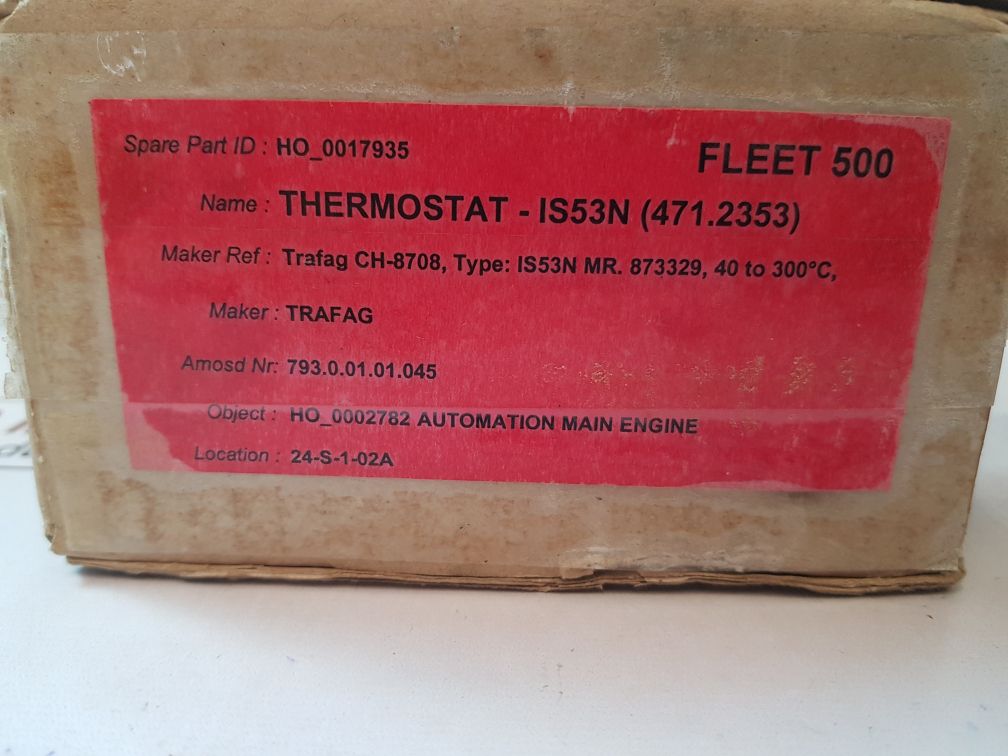 FLEET 500
Spare Part ID : HO_0017935
Name : THERMOSTAT - IS53N (471.2353)
Maker Ref : Trafag CH-8708, Type: IS53N MR. 873329, 40 to 300°C,
Maker : TRAFAG
Amosd Nr: 793.0.01.01.045
Object : HO_0002782 AUTOMATION MAIN ENGINE
Location : 24-S-1-02A